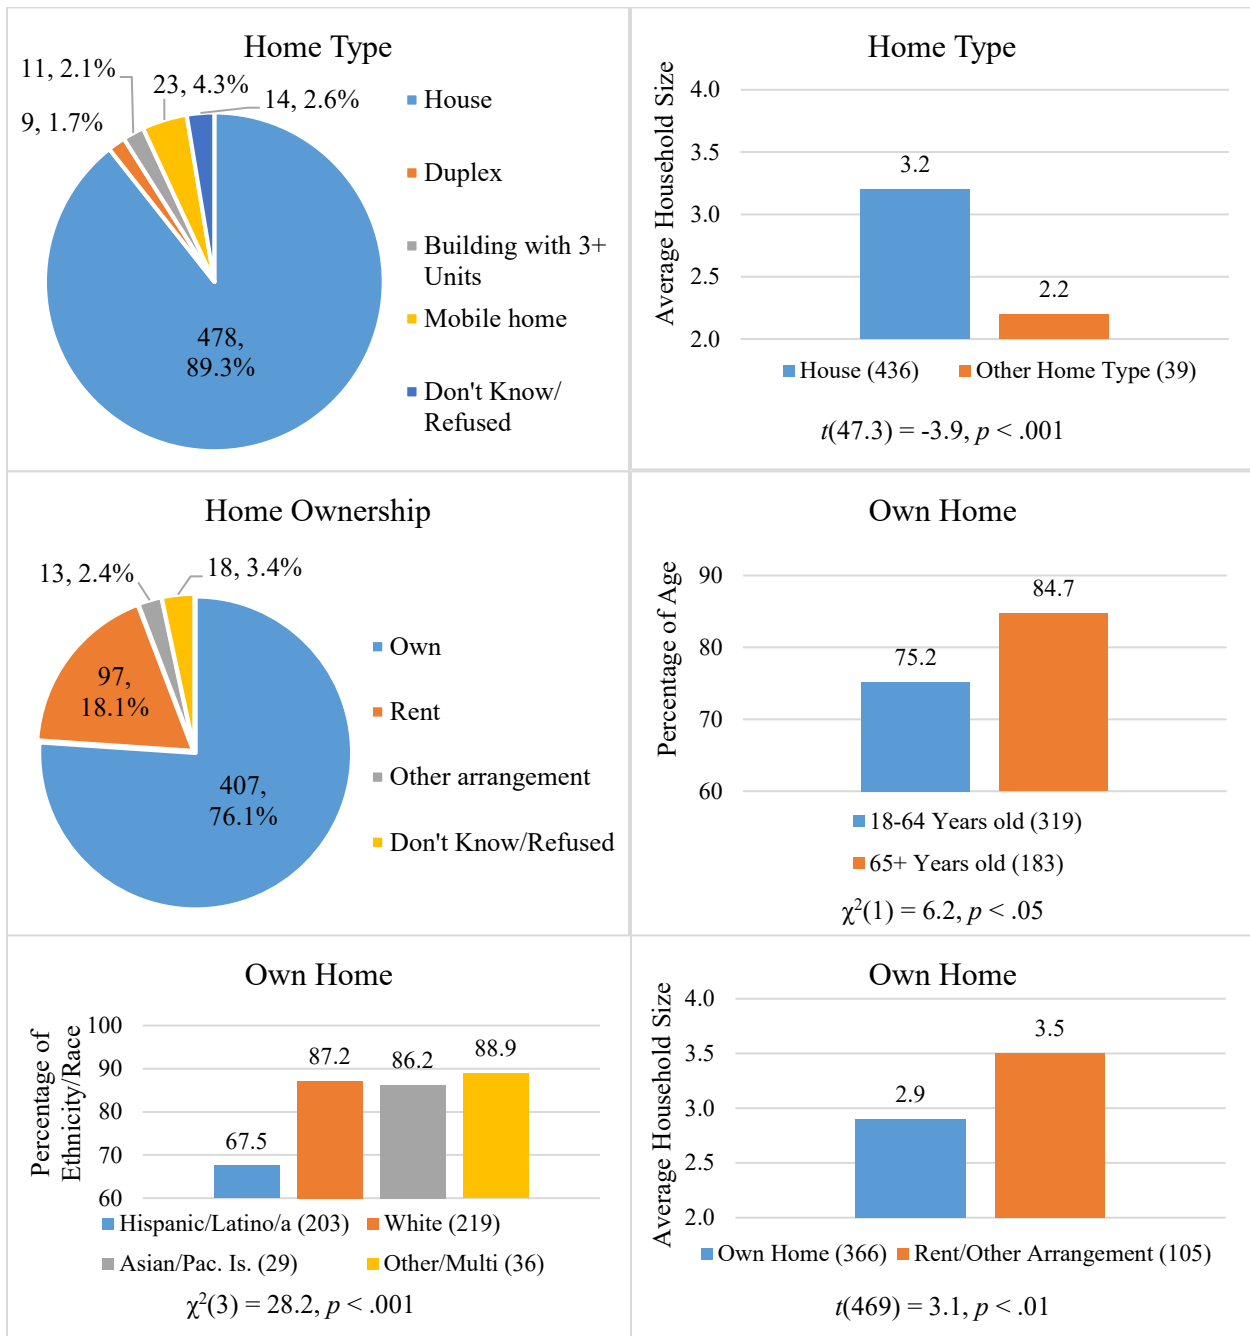 Home Type
11, 2.1%
23, 4.3%
14, 2.6%
9, 1.7%
478,
89.3%
House
Duplex
Building with 3+
Units
Mobile home
Don't Know/
Refused
Home Type
Average Household Size
4.0
3.5
3.0
2.5
2.0
3.2
2.2
House (436)
Other Home Type (39)
t(47.3) = -3.9, p < .001
Home Ownership
13, 2.4%
18, 3.4%
97,
18.1%
407,
76.1%
Own
Rent
Other arrangement
Don't Know/Refused
Own Home
Percentage of Age
90
80
70
60
75.2
84.7
18-64 Years old (319)
65+ Years old (183)
χ²(1) = 6.2, p < .05
Own Home
Percentage of
Ethnicity/Race
100
90
80
70
60
67.5
87.2
86.2
88.9
Hispanic/Latino/a (203)
White (219)
Asian/Pac. Is. (29)
Other/Multi (36)
χ²(3) = 28.2, p < .001
Own Home
Average Household Size
4.0
3.5
3.0
2.5
2.0
2.9
3.5
Own Home (366)
Rent/Other Arrangement (105)
t(469) = 3.1, p < .01